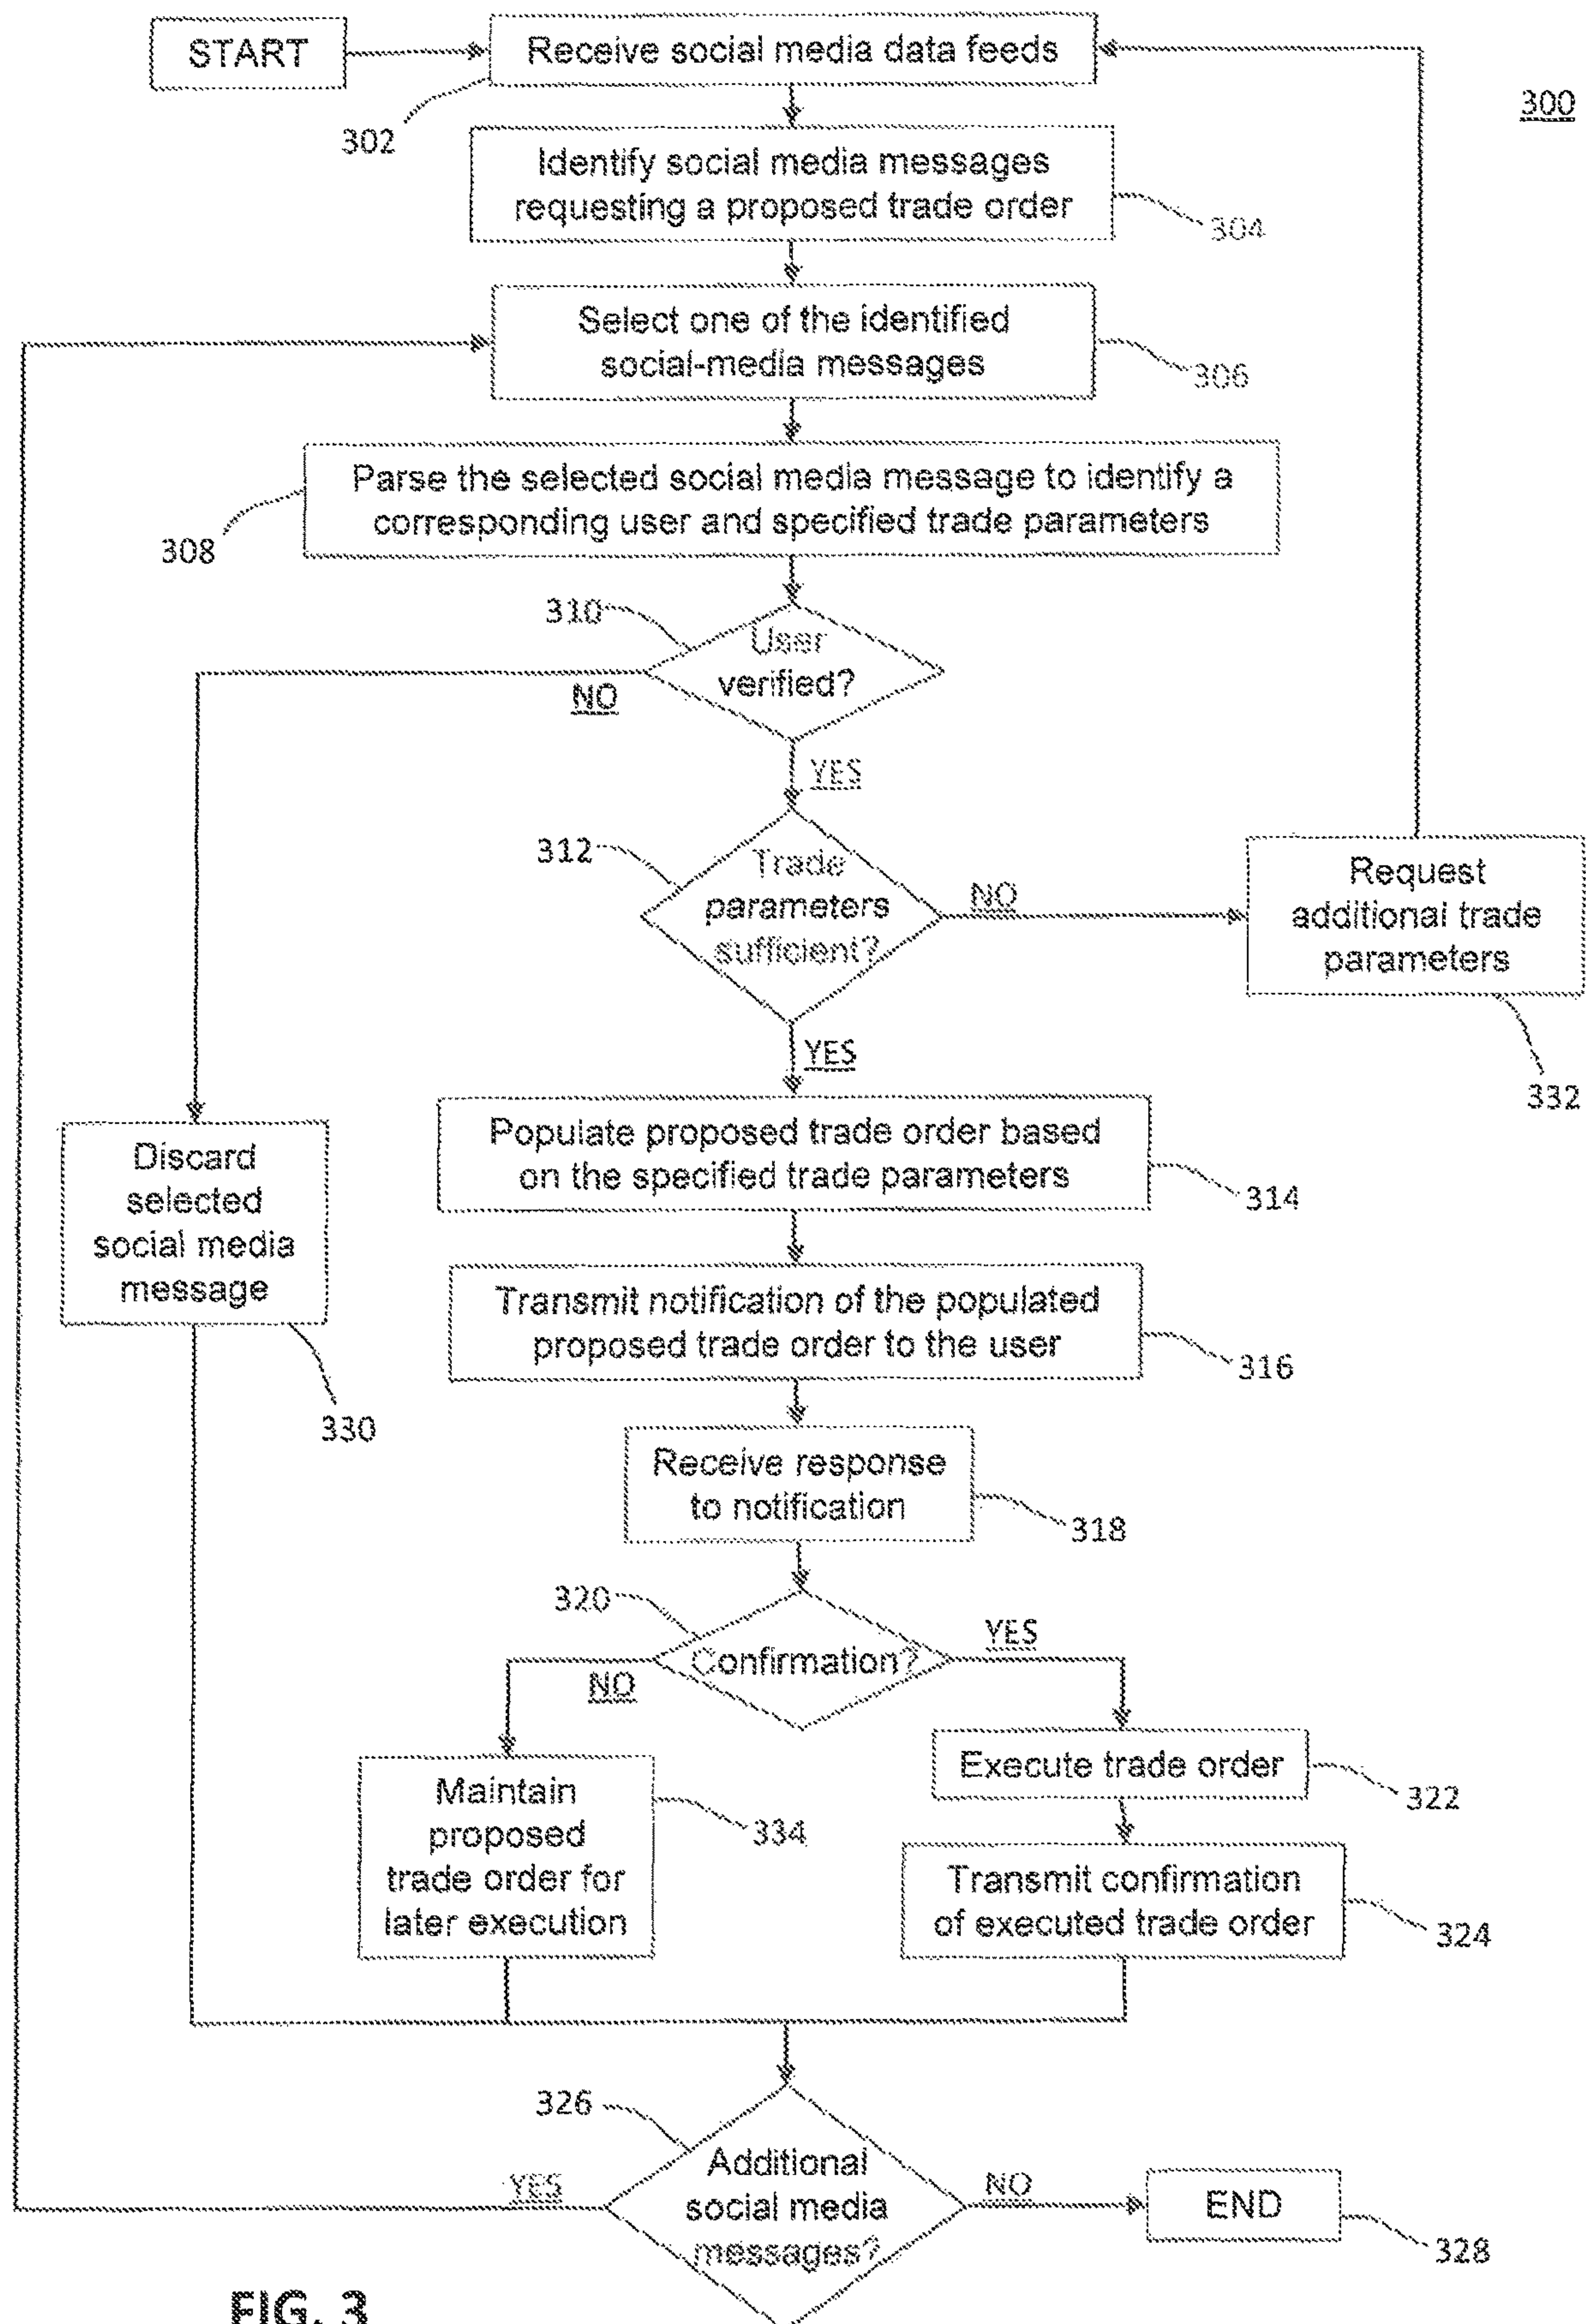 START
Receive social media data feeds
300
302
Identify social media messages
requesting a proposed trade order
304
Select one of the identified
social-media messages
306
Parse the selected social media message to identify a
corresponding user and specified trade parameters
308
310
User
verified?
NO
YES
312
Trade
parameters
sufficient?
NO
Request
additional trade
parameters
332
YES
Populate proposed trade order based
on the specified trade parameters
314
Discard
selected
social media
message
330
Transmit notification of the populated
proposed trade order to the user
316
Receive response
to notification
318
320
Confirmation?
YES
NO
Execute trade order
322
Maintain
proposed
trade order for
later execution
334
Transmit confirmation
of executed trade order
324
326
Additional
social media
messages?
YES
NO
END
328
FIG. 3